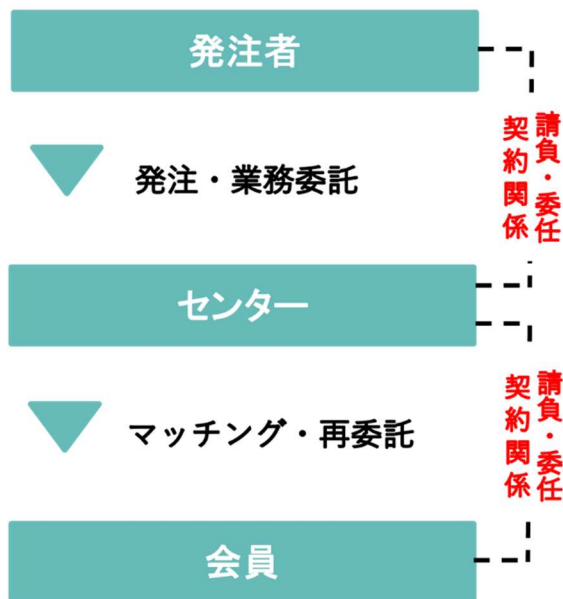 発注者
発注・業務委託
請負・委任
契約関係
センター
マッチング・再委託
請負・委任
契約関係
会員